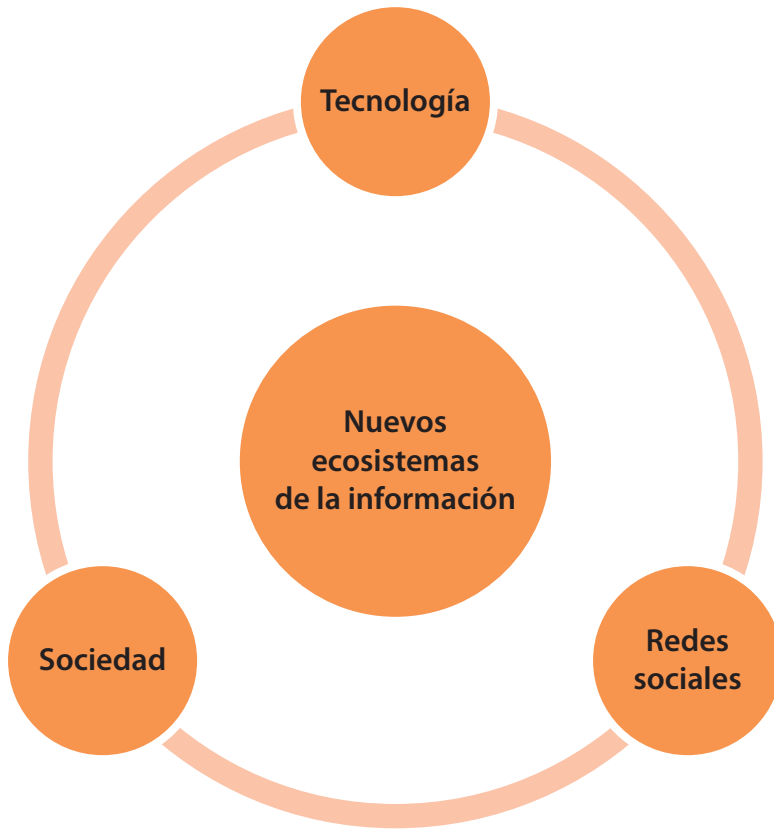 Tecnología
Nuevos
ecosistemas
de la información
Sociedad
Redes
sociales